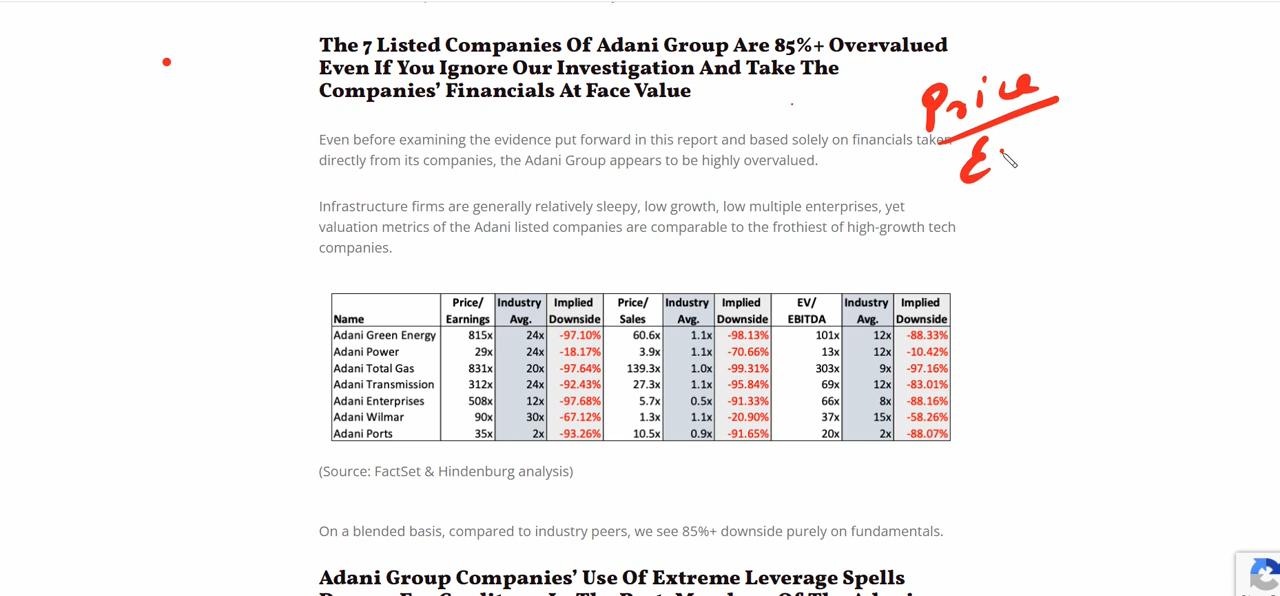 The 7 Listed Companies Of Adani Group Are 85%+ Overvalued
Even If You Ignore Our Investigation And Take The
Companies' Financials At Face Value
Price
E
Even before examining the evidence put forward in this report and based solely on financials taken
directly from its companies, the Adani Group appears to be highly overvalued.
Infrastructure firms are generally relatively sleepy, low growth, low multiple enterprises, yet
valuation metrics of the Adani listed companies are comparable to the frothiest of high-growth tech
companies.
Price/ Industry Implied Price/ Industry Implied EV/ Industry Implied
Name Earnings Avg. Downside Sales Avg. Downside EBITDA Avg. Downside
Adani Green Energy 815x 24x -97.10% 60.6x 1.1x -98.13% 101x 12x -88.33%
Adani Power 29x 24x -18.17% 3.9x 1.1x -70.66% 13x 12x -10.42%
Adani Total Gas 831x 20x -97.64% 139.3x 1.0x -99.31% 303x 9x -97.16%
Adani Transmission 312x 24x -92.43% 27.3x 1.1x -95.84% 69x 12x -83.01%
Adani Enterprises 508x 12x -97.68% 5.7x 0.5x -91.33% 66x 8x -88.16%
Adani Wilmar 90x 30x -67.12% 1.3x 1.1x -20.90% 37x 15x -58.26%
Adani Ports 35x 2x -93.26% 10.5x 0.9x -91.65% 20x 2x -88.07%
(Source: FactSet & Hindenburg analysis)
On a blended basis, compared to industry peers, we see 85%+ downside purely on fundamentals.
Adani Group Companies' Use Of Extreme Leverage Spells